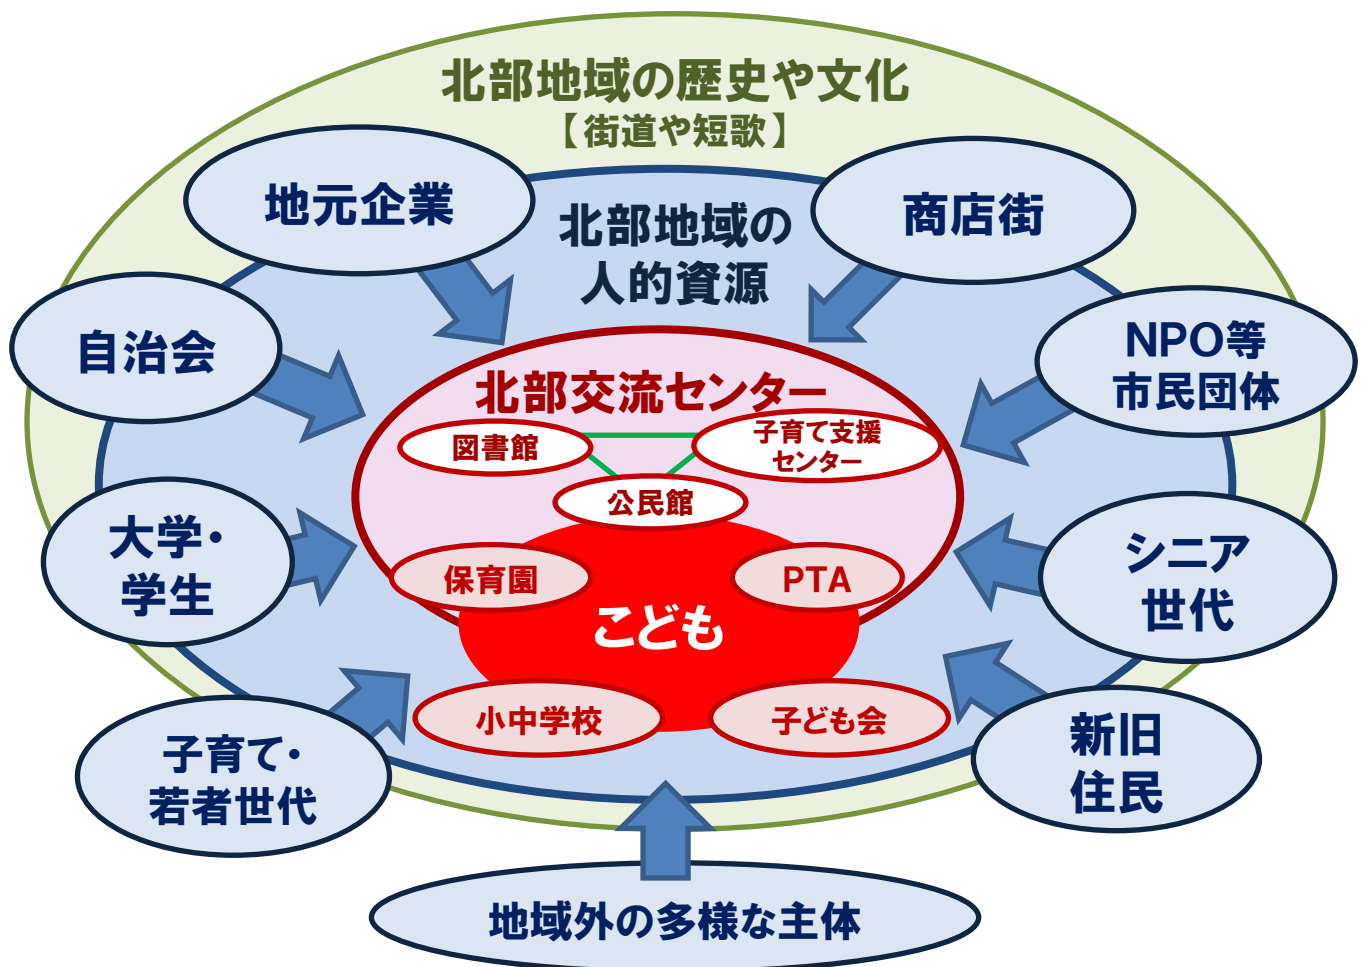 北部地域の歴史や文化
【街道や短歌】
地元企業
商店街
北部地域の
人的資源
自治会
NPO等
市民団体
北部交流センター
図書館
子育て支援
センター
公民館
大学・
学生
保育園
PTA
シニア
世代
こども
小中学校
子ども会
子育て・
若者世代
新旧
住民
地域外の多様な主体